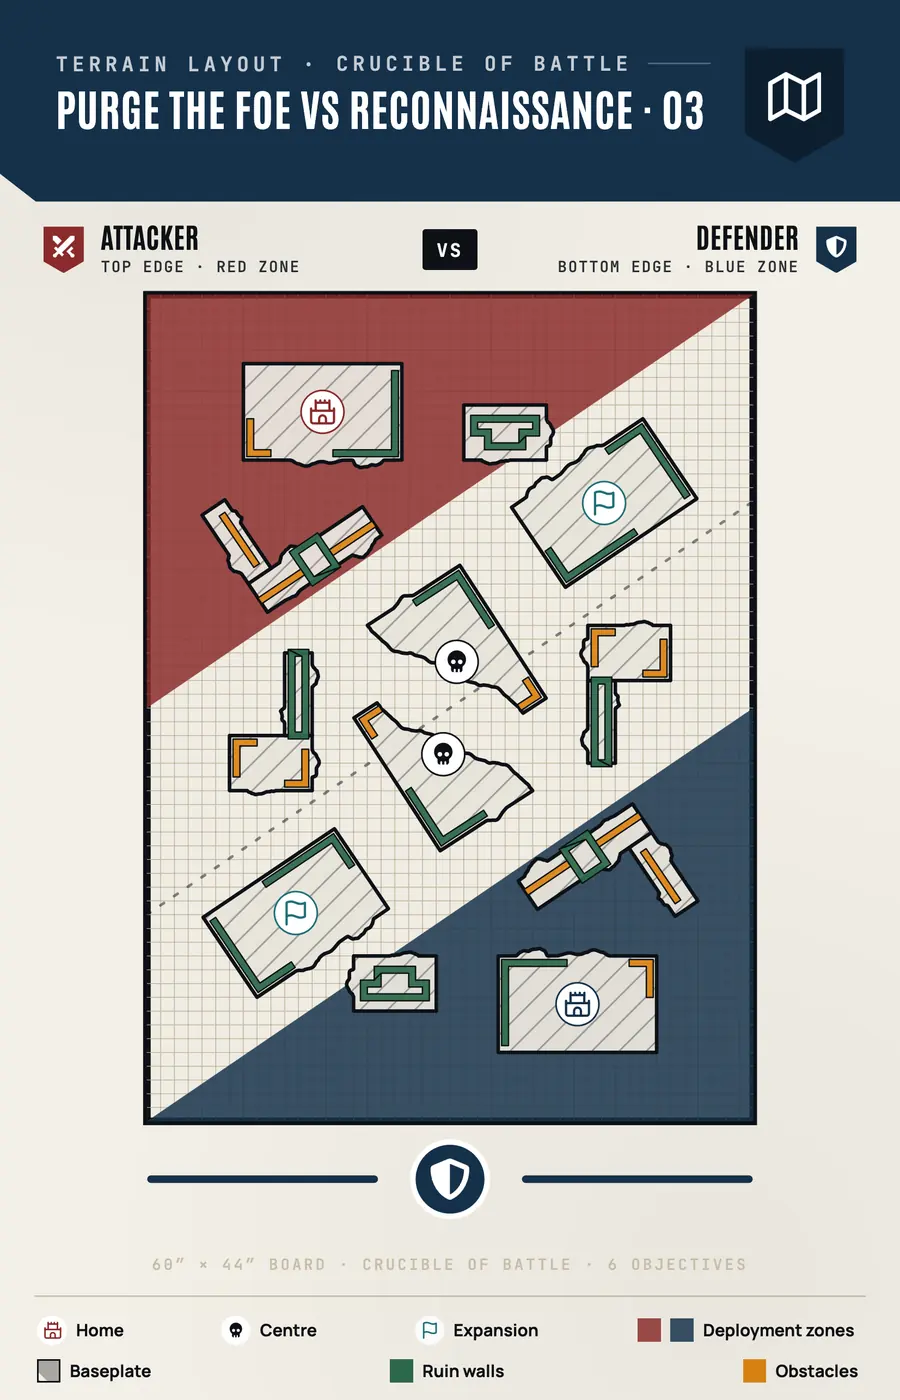 TERRAIN LAYOUT · CRUCIBLE OF BATTLE
PURGE THE FOE VS RECONNAISSANCE · 03
ATTACKER
TOP EDGE · RED ZONE
VS
DEFENDER
BOTTOM EDGE · BLUE ZONE
60″ × 44″ BOARD · CRUCIBLE OF BATTLE · 6 OBJECTIVES
Home
Centre
Expansion
Deployment zones
Baseplate
Ruin walls
Obstacles